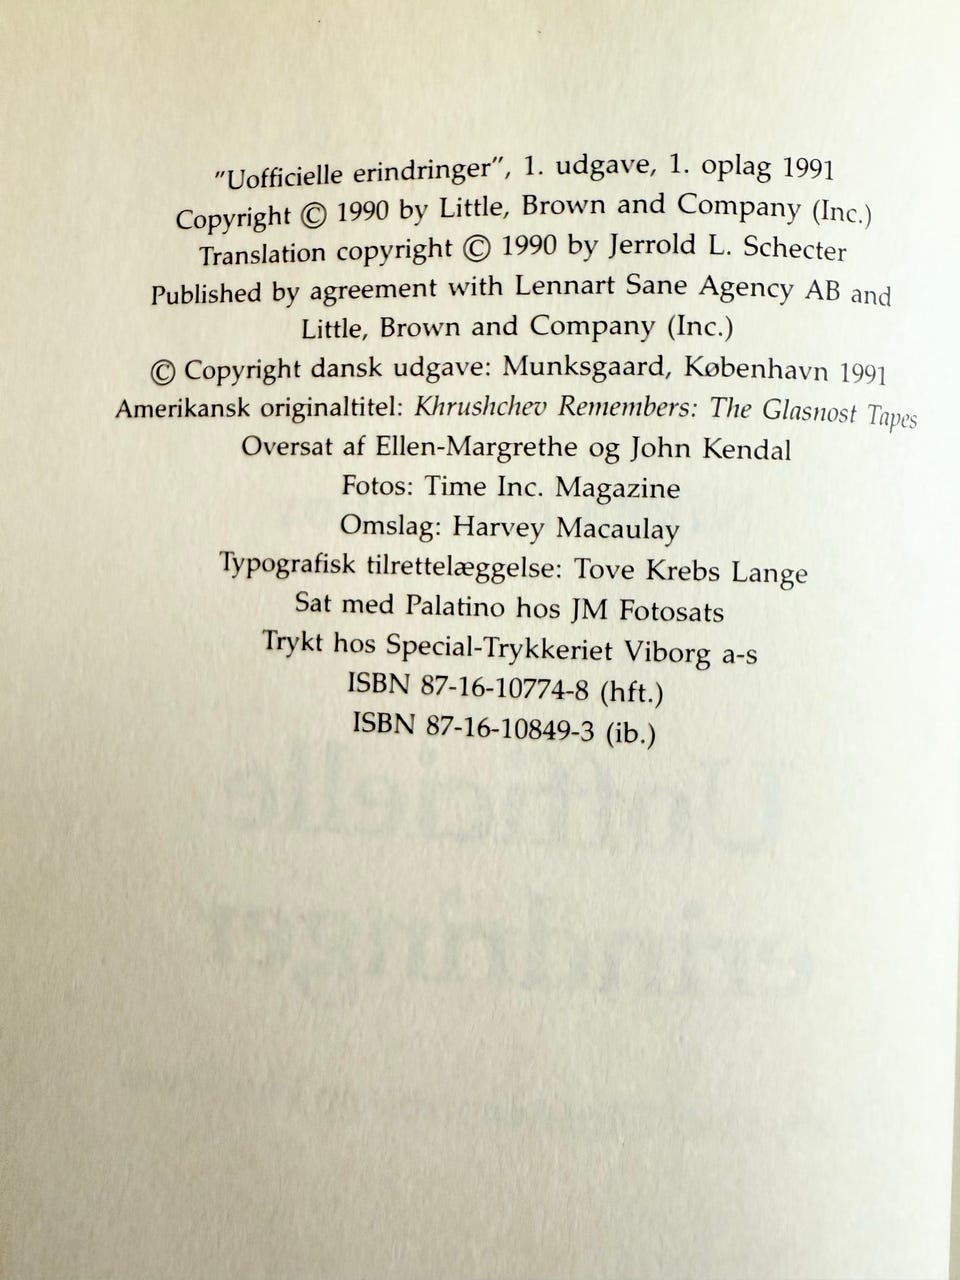 "Uofficielle erindringer", 1. udgave, 1. oplag 1991
Copyright © 1990 by Little, Brown and Company (Inc.)
Translation copyright © 1990 by Jerrold L. Schecter
Published by agreement with Lennart Sane Agency AB and
Little, Brown and Company (Inc.)
© Copyright dansk udgave: Munksgaard, København 1991
Amerikansk originaltitel: Khrushchev Remembers: The Glasnost Tapes
Oversat af Ellen-Margrethe og John Kendal
Fotos: Time Inc. Magazine
Omslag: Harvey Macaulay
Typografisk tilrettelæggelse: Tove Krebs Lange
Sat med Palatino hos JM Fotosats
Trykt hos Special-Trykkeriet Viborg a-s
ISBN 87-16-10774-8 (hft.)
ISBN 87-16-10849-3 (ib.)
Uofficielle
erindringer